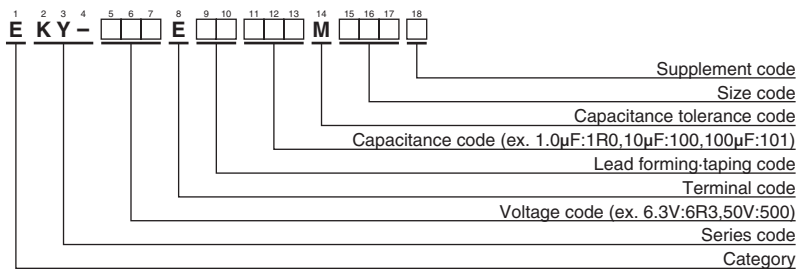 1 2 3 4 5 6 7 8 9 10 11 12 13 14 15 16 17 18
E K Y – □□□ E □□ □□□ M □□□ □
Supplement code
Size code
Capacitance tolerance code
Capacitance code (ex. 1.0µF:1R0,10µF:100,100µF:101)
Lead forming·taping code
Terminal code
Voltage code (ex. 6.3V:6R3,50V:500)
Series code
Category